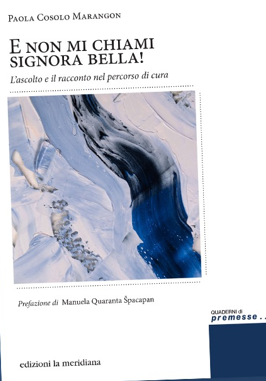 Paola Cosolo Marangon
E non mi chiami
signora bella!
L'ascolto e il racconto nel percorso di cura
Prefazione di Manuela Quaranta Špacapan
QUADERNI di
premesse...
edizioni la meridiana